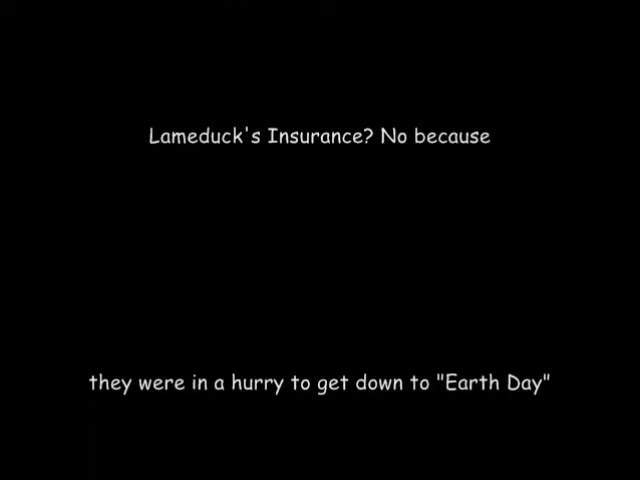 Lameduck's Insurance? No because
they were in a hurry to get down to "Earth Day"